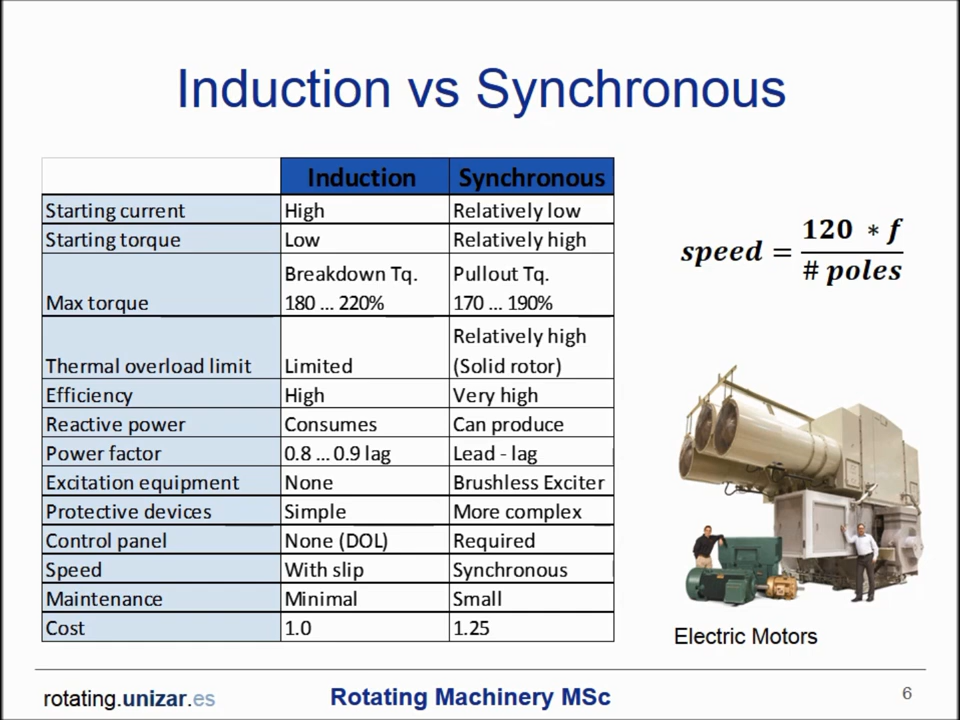 Induction vs Synchronous
Induction Synchronous
Starting current High Relatively low
Starting torque Low Relatively high
Max torque Breakdown Tq. 180 ... 220% Pullout Tq. 170 ... 190%
Thermal overload limit Limited Relatively high (Solid rotor)
Efficiency High Very high
Reactive power Consumes Can produce
Power factor 0.8 ... 0.9 lag Lead - lag
Excitation equipment None Brushless Exciter
Protective devices Simple More complex
Control panel None (DOL) Required
Speed With slip Synchronous
Maintenance Minimal Small
Cost 1.0 1.25
speed = 120 * f / # poles
Electric Motors
rotating.unizar.es Rotating Machinery MSc 6